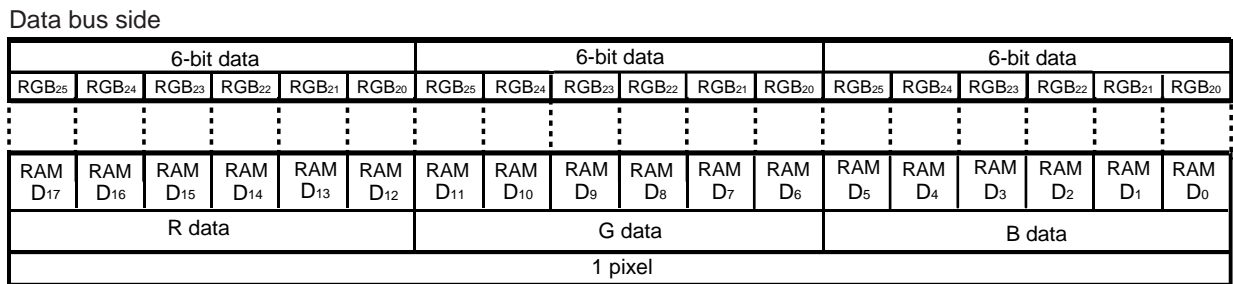 Data bus side
6-bit data 6-bit data 6-bit data
RGB25 RGB24 RGB23 RGB22 RGB21 RGB20 RGB25 RGB24 RGB23 RGB22 RGB21 RGB20 RGB25 RGB24 RGB23 RGB22 RGB21 RGB20
RAM RAM RAM RAM RAM RAM RAM RAM RAM RAM RAM RAM RAM RAM RAM RAM RAM RAM
D17 D16 D15 D14 D13 D12 D11 D10 D9 D8 D7 D6 D5 D4 D3 D2 D1 D0
R data G data B data
1 pixel